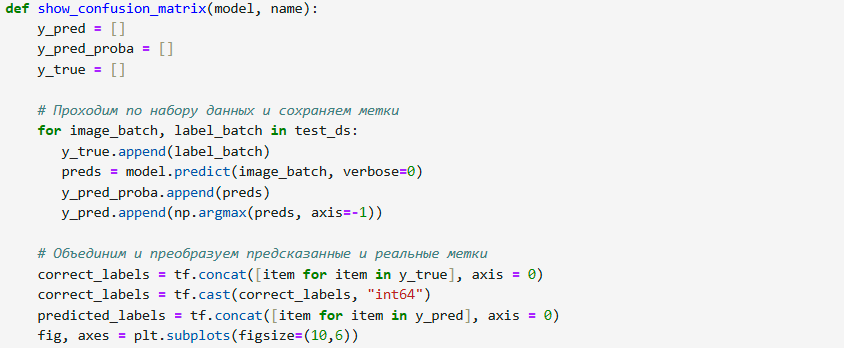 def show_confusion_matrix(model, name):
    y_pred = []
    y_pred_proba = []
    y_true = []

    # Проходим по набору данных и сохраняем метки
    for image_batch, label_batch in test_ds:
       y_true.append(label_batch)
       preds = model.predict(image_batch, verbose=0)
       y_pred_proba.append(preds)
       y_pred.append(np.argmax(preds, axis=-1))

    # Объединим и преобразуем предсказанные и реальные метки
    correct_labels = tf.concat([item for item in y_true], axis = 0)
    correct_labels = tf.cast(correct_labels, "int64")
    predicted_labels = tf.concat([item for item in y_pred], axis = 0)
    fig, axes = plt.subplots(figsize=(10,6))